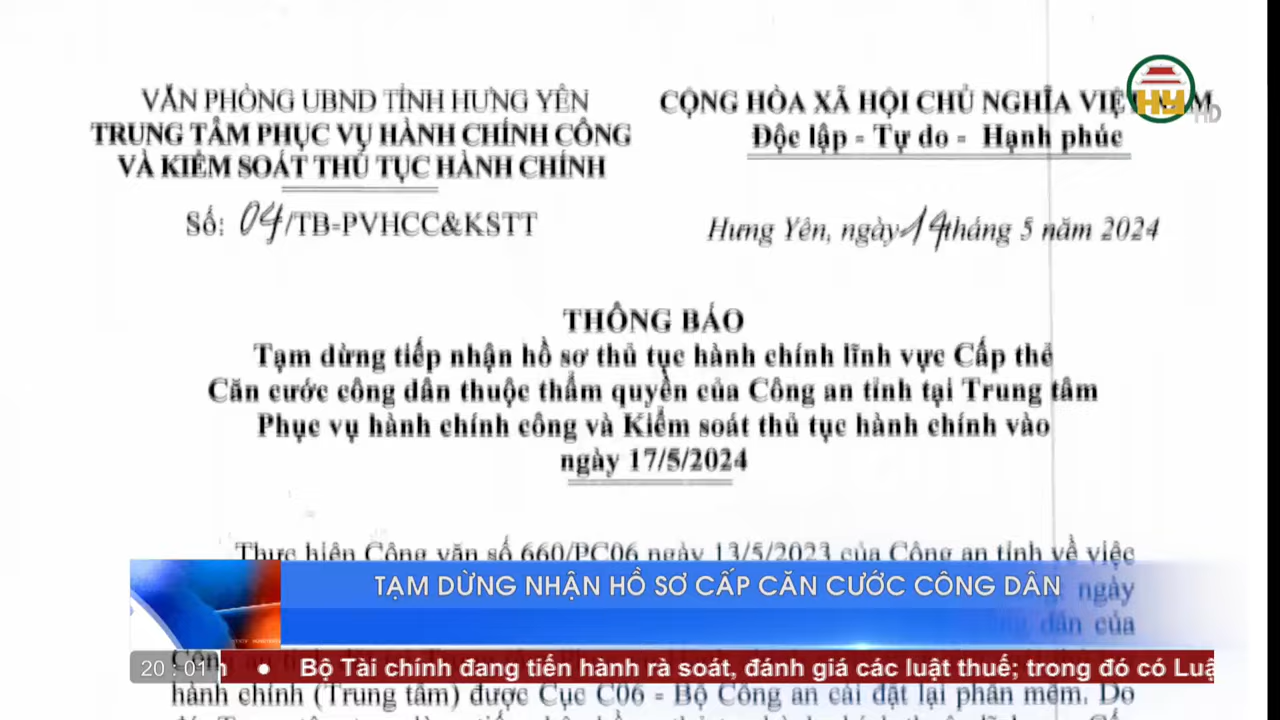 VĂN PHÒNG UBND TỈNH HƯNG YÊN
TRUNG TÂM PHỤC VỤ HÀNH CHÍNH CÔNG
VÀ KIỂM SOÁT THỦ TỤC HÀNH CHÍNH
Số: 04/TB-PVHCC&KSTT
CỘNG HÒA XÃ HỘI CHỦ NGHĨA VIỆT NAM
Độc lập - Tự do - Hạnh phúc
Hưng Yên, ngày 14 tháng 5 năm 2024
HY HD
THÔNG BÁO
Tạm dừng tiếp nhận hồ sơ thủ tục hành chính lĩnh vực Cấp thẻ
Căn cước công dân thuộc thẩm quyền của Công an tỉnh tại Trung tâm
Phục vụ hành chính công và Kiểm soát thủ tục hành chính vào
ngày 17/5/2024
Thực hiện Công văn số 660/PC06 ngày 13/5/2023 của Công an tỉnh về việc
ngày
dân của
TẠM DỪNG NHẬN HỒ SƠ CẤP CĂN CƯỚC CÔNG DÂN
20:01
Bộ Tài chính đang tiến hành rà soát, đánh giá các luật thuế; trong đó có Luậ
hành chính (Trung tâm) được Cục C06 - Bộ Công an cài đặt lại phần mềm. Do